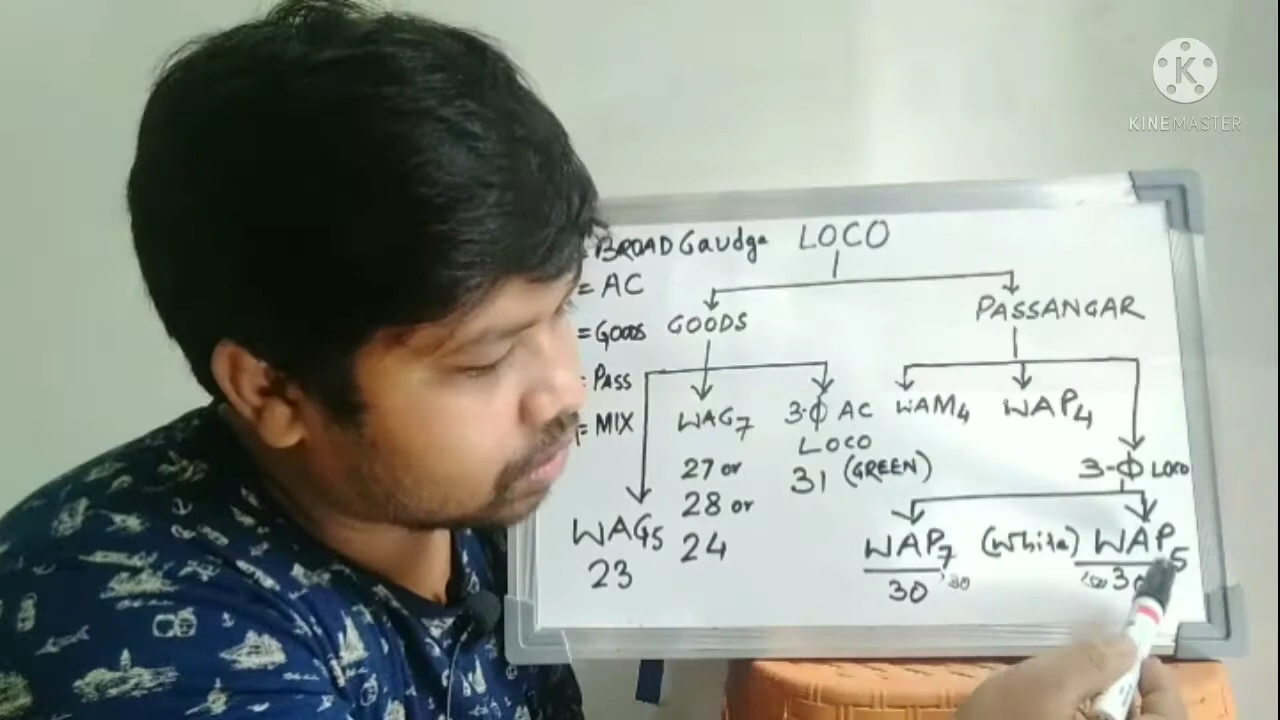 KINEMASTER
= BROAD Gaudge LOCO
= AC
= Goods GOODS PASSANGAR
= PASS
= MIX WAG7 3-Φ AC WAM4 WAP4
LOCO
27 or 31 (GREEN) 3-Φ LOCO
28 or
WAG5 24 WAP7 (White) WAP5
23 30 30